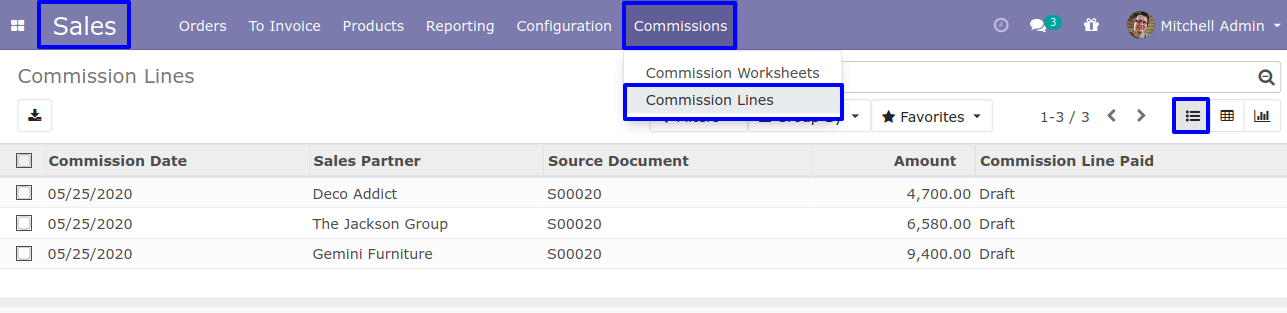 Sales Orders To Invoice Products Reporting Configuration Commissions 3 Mitchell Admin
Commission Lines
Commission Worksheets
Commission Lines
Favorites 1-3 / 3
Commission Date Sales Partner Source Document Amount Commission Line Paid
05/25/2020 Deco Addict S00020 4,700.00 Draft
05/25/2020 The Jackson Group S00020 6,580.00 Draft
05/25/2020 Gemini Furniture S00020 9,400.00 Draft